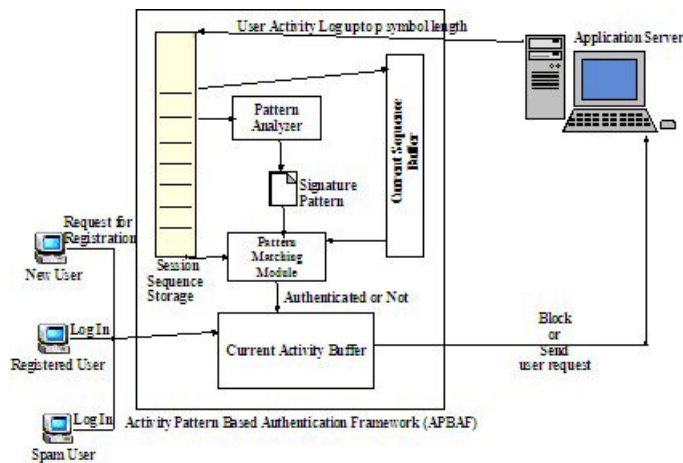 User Activity Log upto p symbol length
Application Server
Pattern
Analyzer
Current Sequence
Buffer
Signature
Pattern
Request for
Registration
New User
Pattern
Matching
Module
Session
Sequence
Storage
Authenticated or Not
Log In
Registered User
Current Activity Buffer
Block
or
Send
user request
Log In
Spam User
Activity Pattern Based Authentication Framework (APBAF)